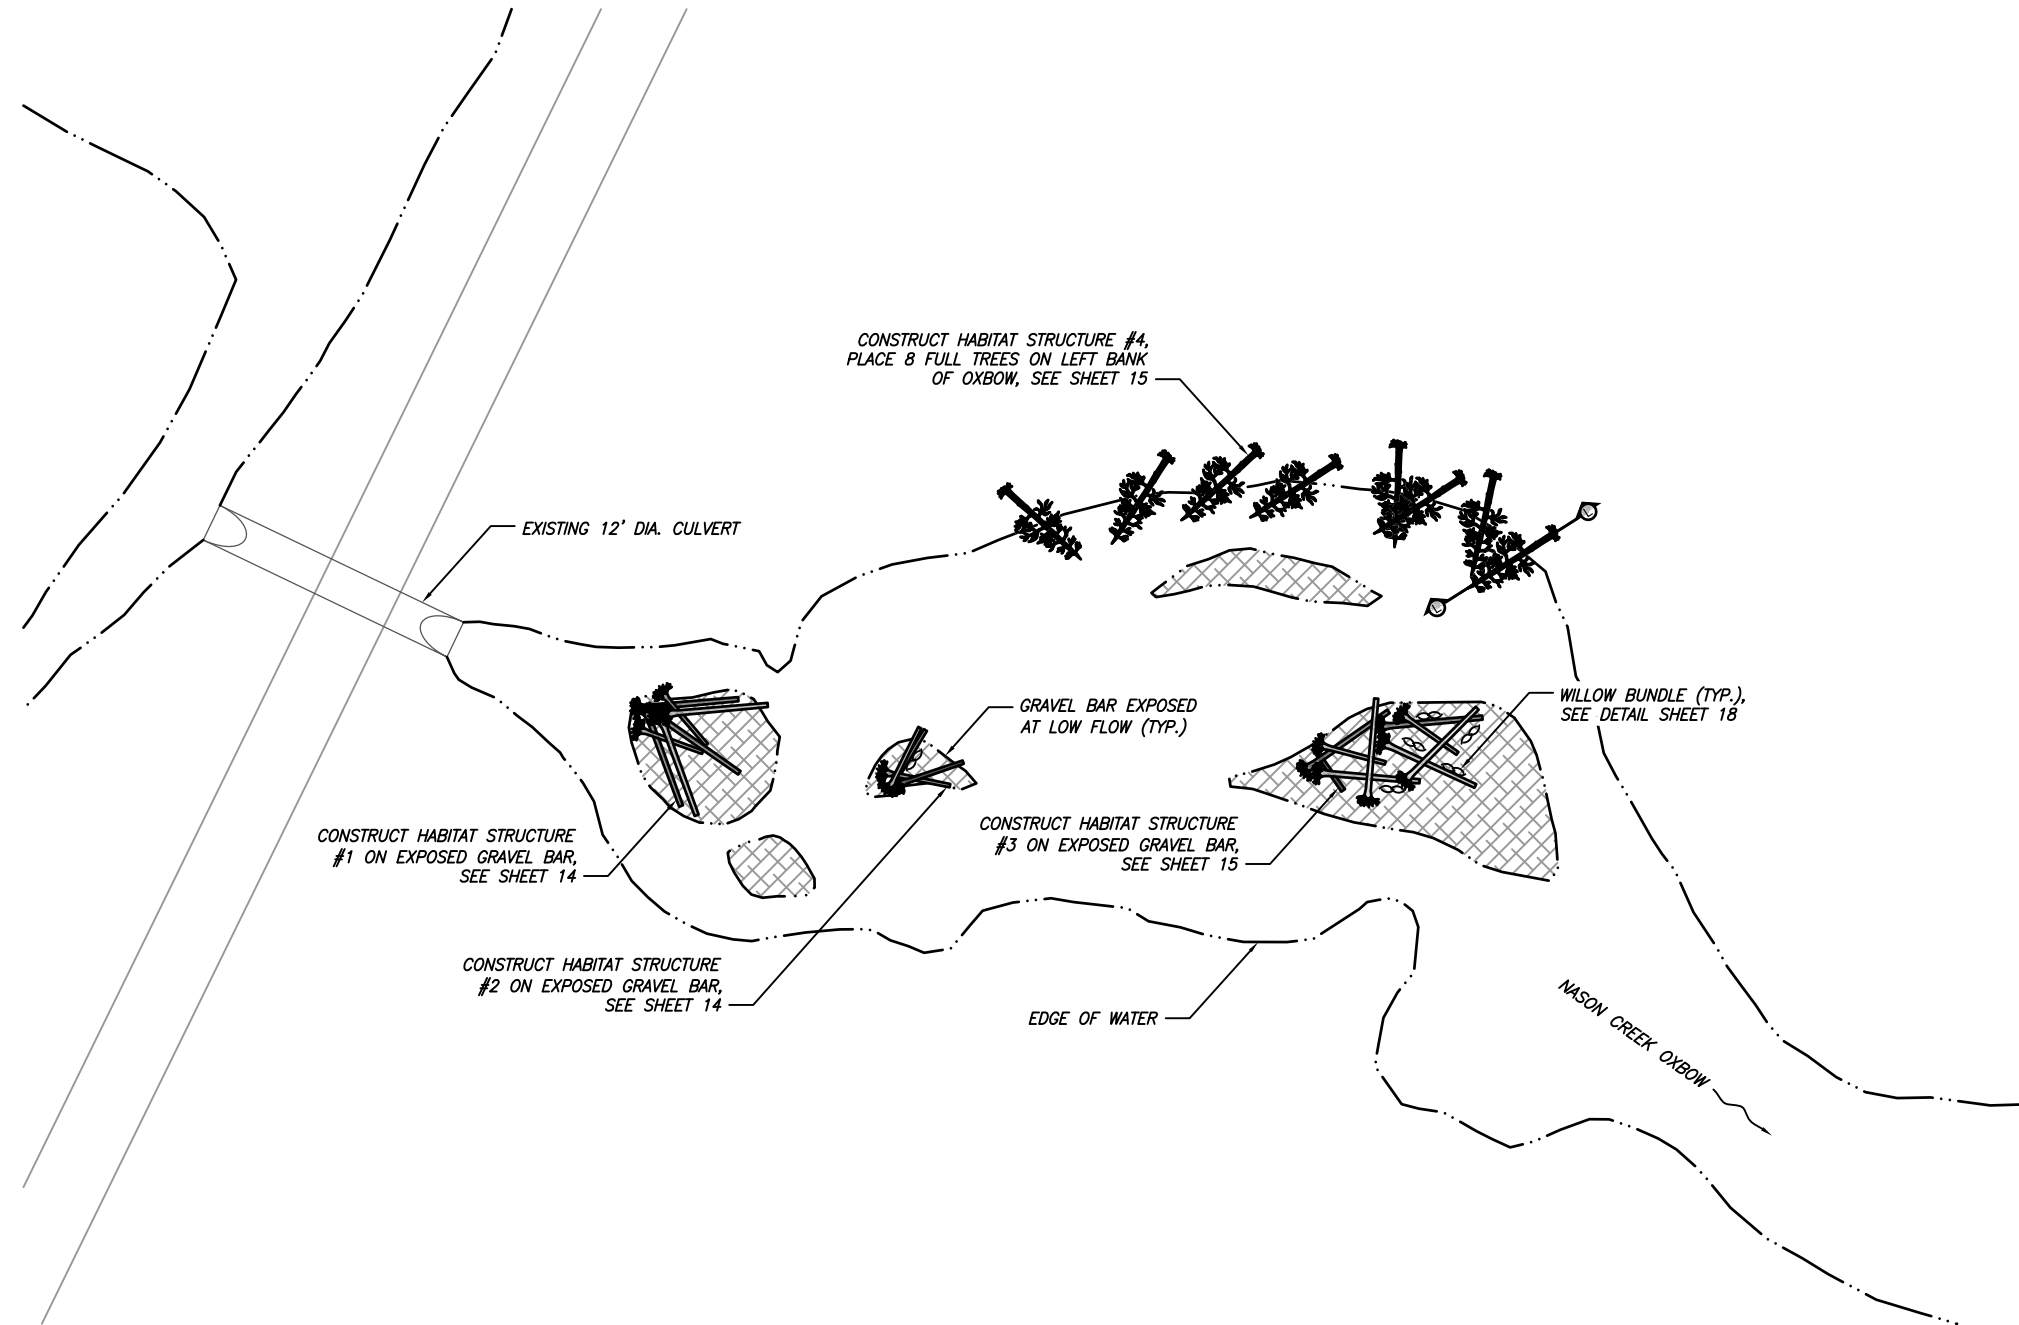 CONSTRUCT HABITAT STRUCTURE #4,
PLACE 8 FULL TREES ON LEFT BANK
OF OXBOW, SEE SHEET 15
EXISTING 12' DIA. CULVERT
GRAVEL BAR EXPOSED
AT LOW FLOW (TYP.)
WILLOW BUNDLE (TYP.),
SEE DETAIL SHEET 18
CONSTRUCT HABITAT STRUCTURE
#1 ON EXPOSED GRAVEL BAR,
SEE SHEET 14
CONSTRUCT HABITAT STRUCTURE
#3 ON EXPOSED GRAVEL BAR,
SEE SHEET 15
CONSTRUCT HABITAT STRUCTURE
#2 ON EXPOSED GRAVEL BAR,
SEE SHEET 14
EDGE OF WATER
NASON CREEK OXBOW